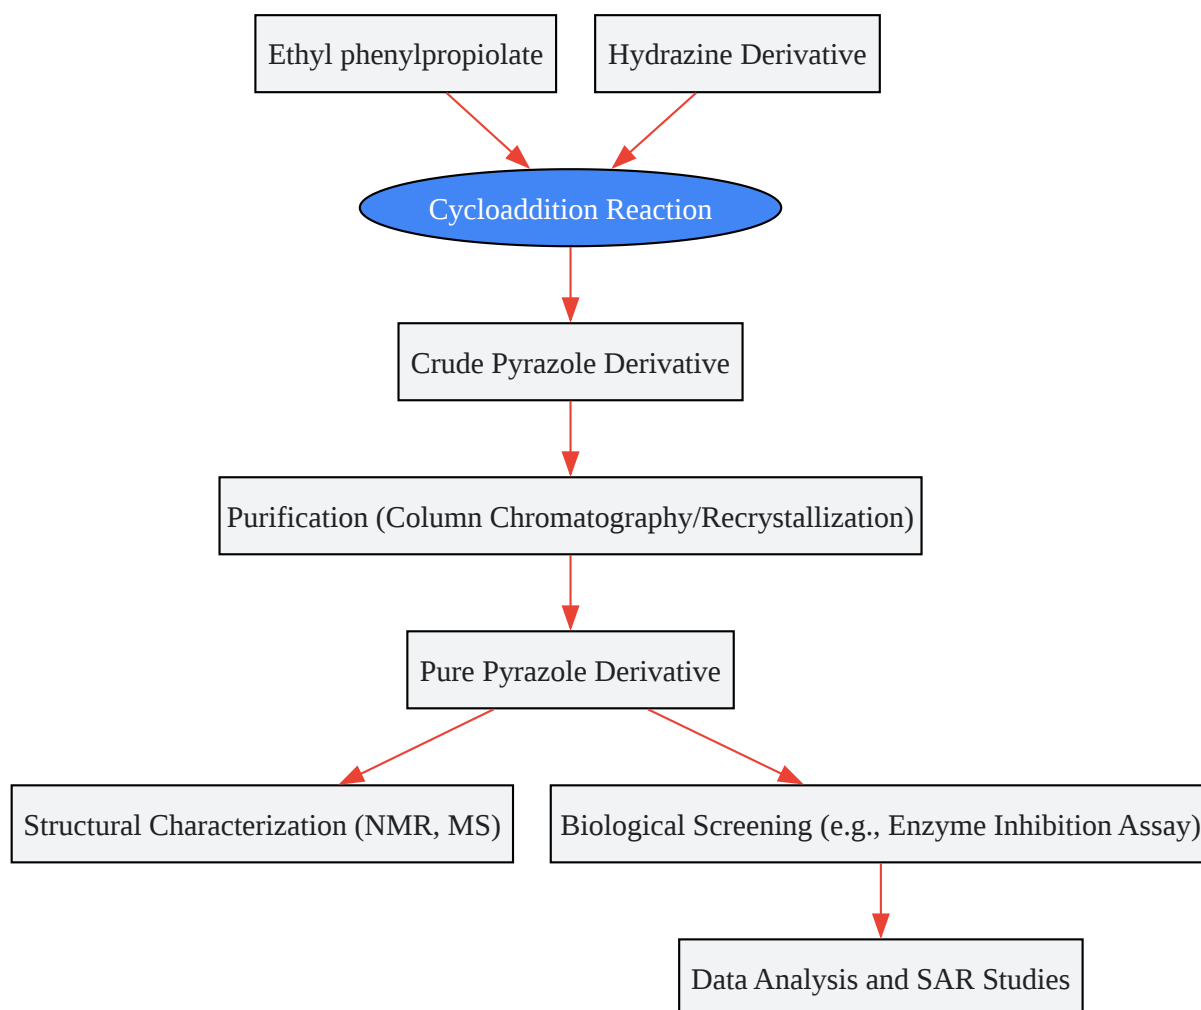 Ethyl phenylpropiolate
Hydrazine Derivative
Cycloaddition Reaction
Crude Pyrazole Derivative
Purification (Column Chromatography/Recrystallization)
Pure Pyrazole Derivative
Structural Characterization (NMR, MS)
Biological Screening (e.g., Enzyme Inhibition Assay)
Data Analysis and SAR Studies